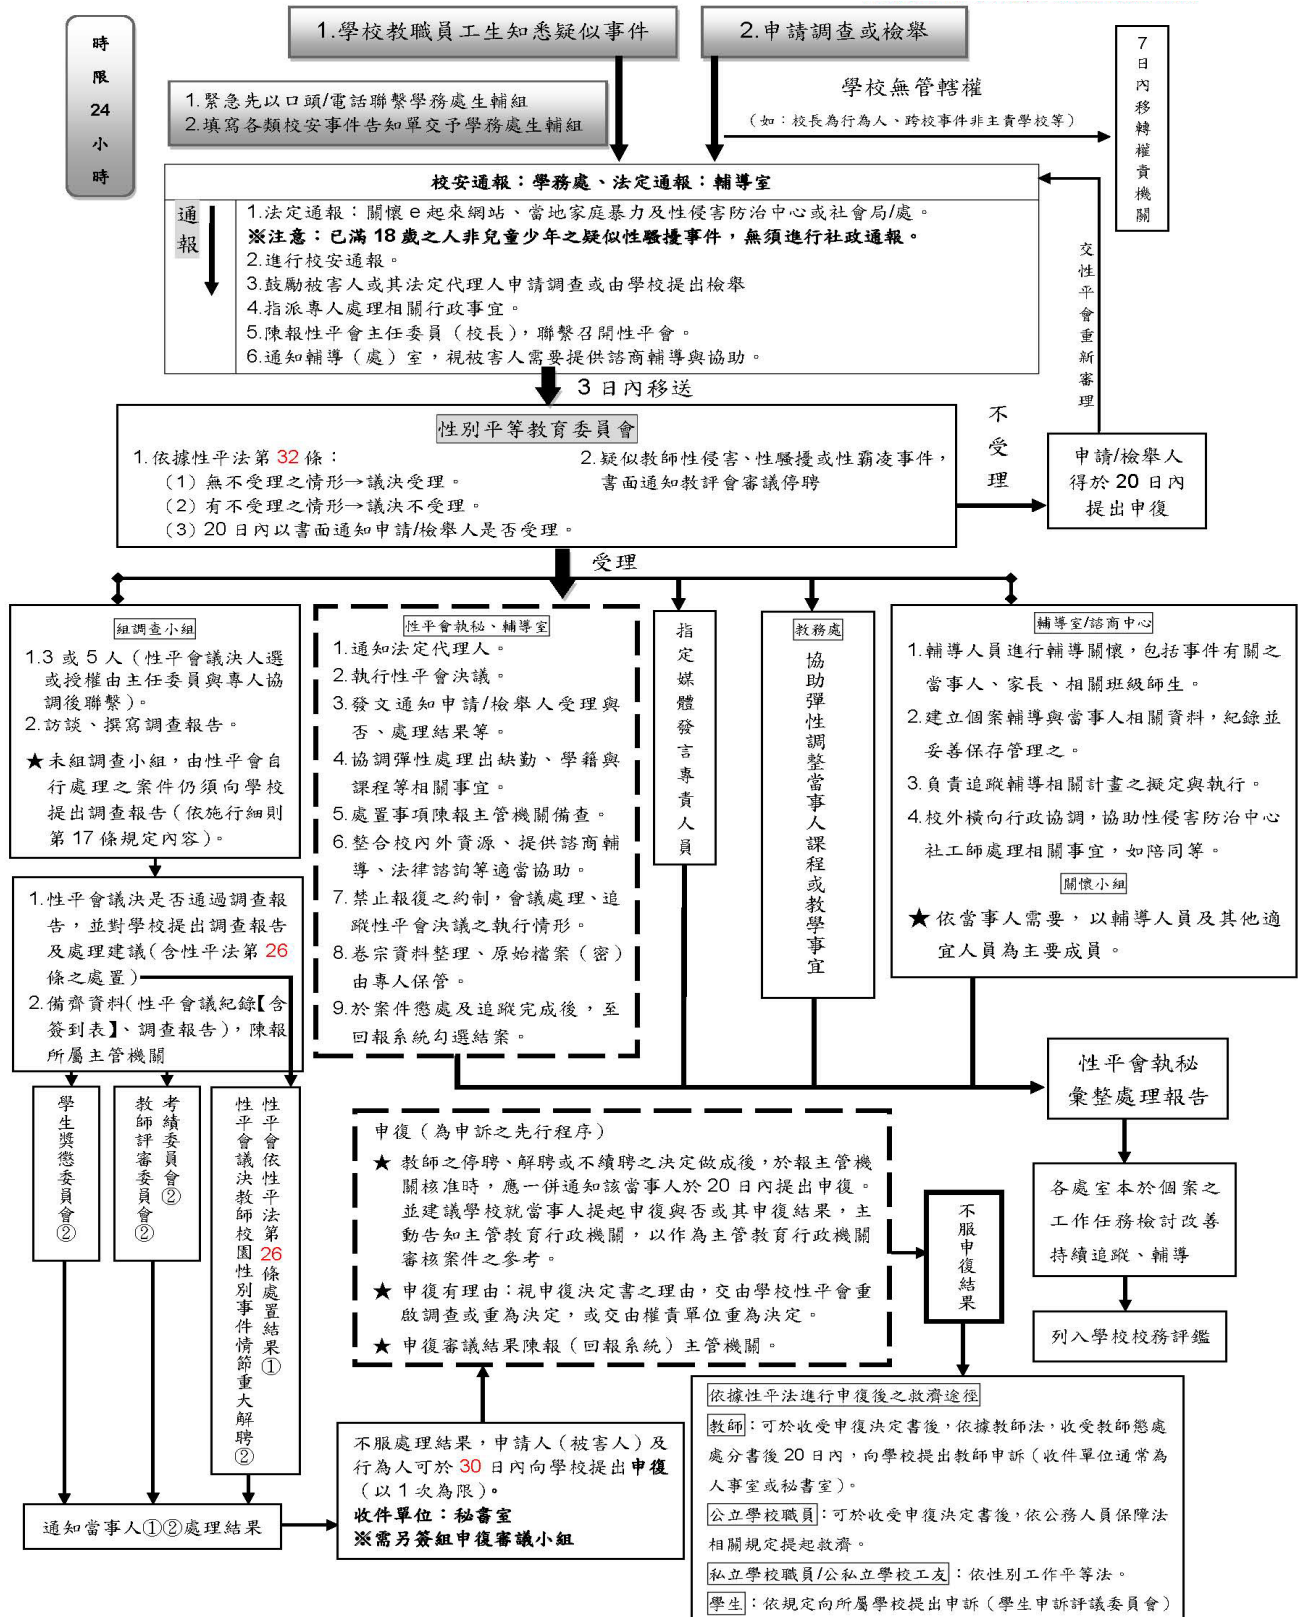 時
限
24
小
時
1.學校教職員工生知悉疑似事件
2.申請調查或檢舉
1.緊急先以口頭/電話聯繫學務處生輔組
2.填寫各類校安事件告知單交予學務處生輔組
學校無管轄權
（如：校長為行為人、跨校事件非主責學校等）
7日內移轉權責機關
校安通報：學務處、法定通報：輔導室
通報
1.法定通報：關懷 e 起來網站、當地家庭暴力及性侵害防治中心或社會局/處。
※注意：已滿 18 歲之人非兒童少年之疑似性騷擾事件，無須進行社政通報。
2.進行校安通報。
3.鼓勵被害人或其法定代理人申請調查或由學校提出檢舉
4.指派專人處理相關行政事宜。
5.陳報性平會主任委員（校長），聯繫召開性平會。
6.通知輔導（處）室，視被害人需要提供諮商輔導與協助。
交性平會重新審理
3 日內移送
性別平等教育委員會
1.依據性平法第 32 條：
（1）無不受理之情形→議決受理。
（2）有不受理之情形→議決不受理。
（3）20 日內以書面通知申請/檢舉人是否受理。
2.疑似教師性侵害、性騷擾或性霸凌事件，
書面通知教評會審議停聘
不受理
申請/檢舉人
得於 20 日內
提出申復
受理
組調查小組
1.3 或 5 人（性平會議決人選
或授權由主任委員與專人協
調後聯繫）。
2.訪談、撰寫調查報告。
★未組調查小組，由性平會自
行處理之案件仍須向學校
提出調查報告（依施行細則
第 17 條規定內容）。
性平會執秘、輔導室
1.通知法定代理人。
2.執行性平會決議。
3.發文通知申請/檢舉人受理與
否、處理結果等。
4.協調彈性處理出缺勤、學籍與
課程等相關事宜。
5.處置事項陳報主管機關備查。
6.整合校內外資源、提供諮商輔
導、法律諮詢等適當協助。
7.禁止報復之約制，會議處理、追
蹤性平會決議之執行情形。
8.卷宗資料整理、原始檔案（密）
由專人保管。
9.於案件懲處及追蹤完成後，至
回報系統勾選結案。
指定媒體發言專責人員
教務處
協助彈性調整當事人課程或教學事宜
輔導室/諮商中心
1.輔導人員進行輔導關懷，包括事件有關之
當事人、家長、相關班級師生。
2.建立個案輔導與當事人相關資料，紀錄並
妥善保存管理之。
3.負責追蹤輔導相關計畫之擬定與執行。
4.校外橫向行政協調，協助性侵害防治中心
社工師處理相關事宜，如陪同等。
關懷小組
★依當事人需要，以輔導人員及其他適
宜人員為主要成員。
1.性平會議決是否通過調查報
告，並對學校提出調查報告
及處理建議（含性平法第 26
條之處置）
2.備齊資料（性平會議紀錄【含
簽到表】、調查報告），陳報
所屬主管機關
學生獎懲委員會②
考績委員會②
教師評審委員會②
性平會依性平法第26條處置結果①
性平會議決教師校園性別事件情節重大解聘②
通知當事人①②處理結果
不服處理結果，申請人（被害人）及
行為人可於 30 日內向學校提出申復
（以 1 次為限）。
收件單位：秘書室
※需另簽組申復審議小組
申復（為申訴之先行程序）
★ 教師之停聘、解聘或不續聘之決定做成後，於報主管機
關核准時，應一併通知該當事人於 20 日內提出申復。
並建議學校就當事人提起申復與否或其申復結果，主
動告知主管教育行政機關，以作為主管教育行政機關
審核案件之參考。
★ 申復有理由：視申復決定書之理由，交由學校性平會重
啟調查或重為決定，或交由權責單位重為決定。
★ 申復審議結果陳報（回報系統）主管機關。
不服申復結果
性平會執秘
彙整處理報告
各處室本於個案之
工作任務檢討改善
持續追蹤、輔導
列入學校校務評鑑
依據性平法進行申復後之救濟途徑
教師：可於收受申復決定書後，依據教師法，收受教師懲處
處分書後 20 日內，向學校提出教師申訴（收件單位通常為
人事室或秘書室）。
公立學校職員：可於收受申復決定書後，依公務人員保障法
相關規定提起救濟。
私立學校職員/公私立學校工友：依性別工作平等法。
學生：依規定向所屬學校提出申訴（學生申訴評議委員會）